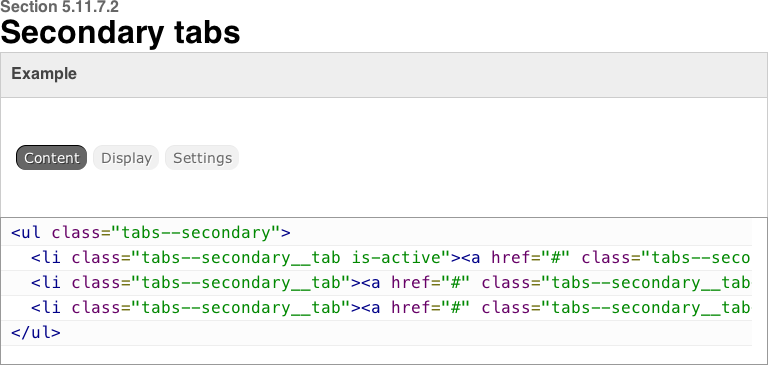 Section 5.11.7.2
Secondary tabs
Example
Content Display Settings
<ul class="tabs--secondary">
<li class="tabs--secondary__tab is-active"><a href="#" class="tabs--seco
<li class="tabs--secondary__tab"><a href="#" class="tabs--secondary__tab
<li class="tabs--secondary__tab"><a href="#" class="tabs--secondary__tab
</ul>